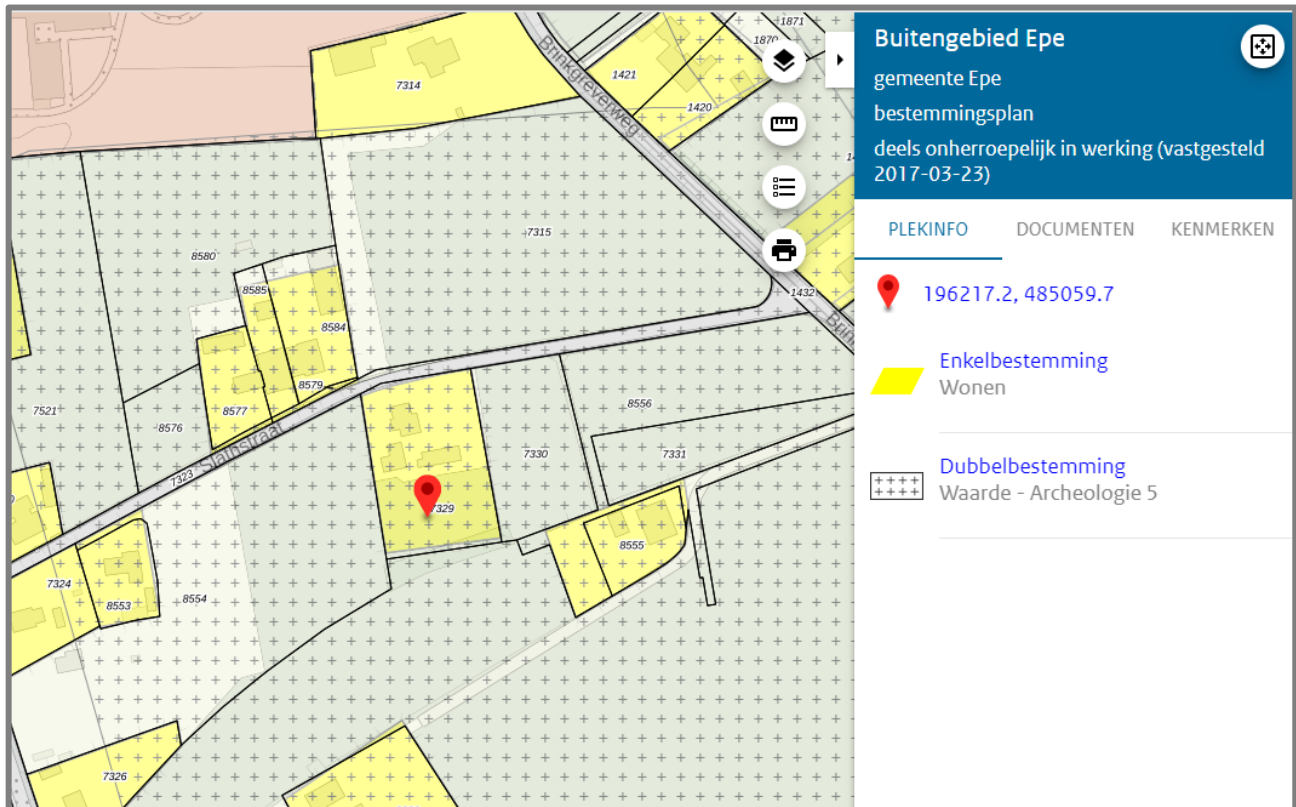 1871
1870
Brinkgreverweg
7314
1421
1420
7315
8580
8585
8584
1432
8579
7521
8577
8576
Slathstraat
7323
8556
7330
7331
7329
8555
7324
8553
8554
7326
Buitengebied Epe
gemeente Epe
bestemmingsplan
deels onherroepelijk in werking (vastgesteld
2017-03-23)
PLEKINFO DOCUMENTEN KENMERKEN
196217.2, 485059.7
Enkelbestemming
Wonen
Dubbelbestemming
Waarde - Archeologie 5